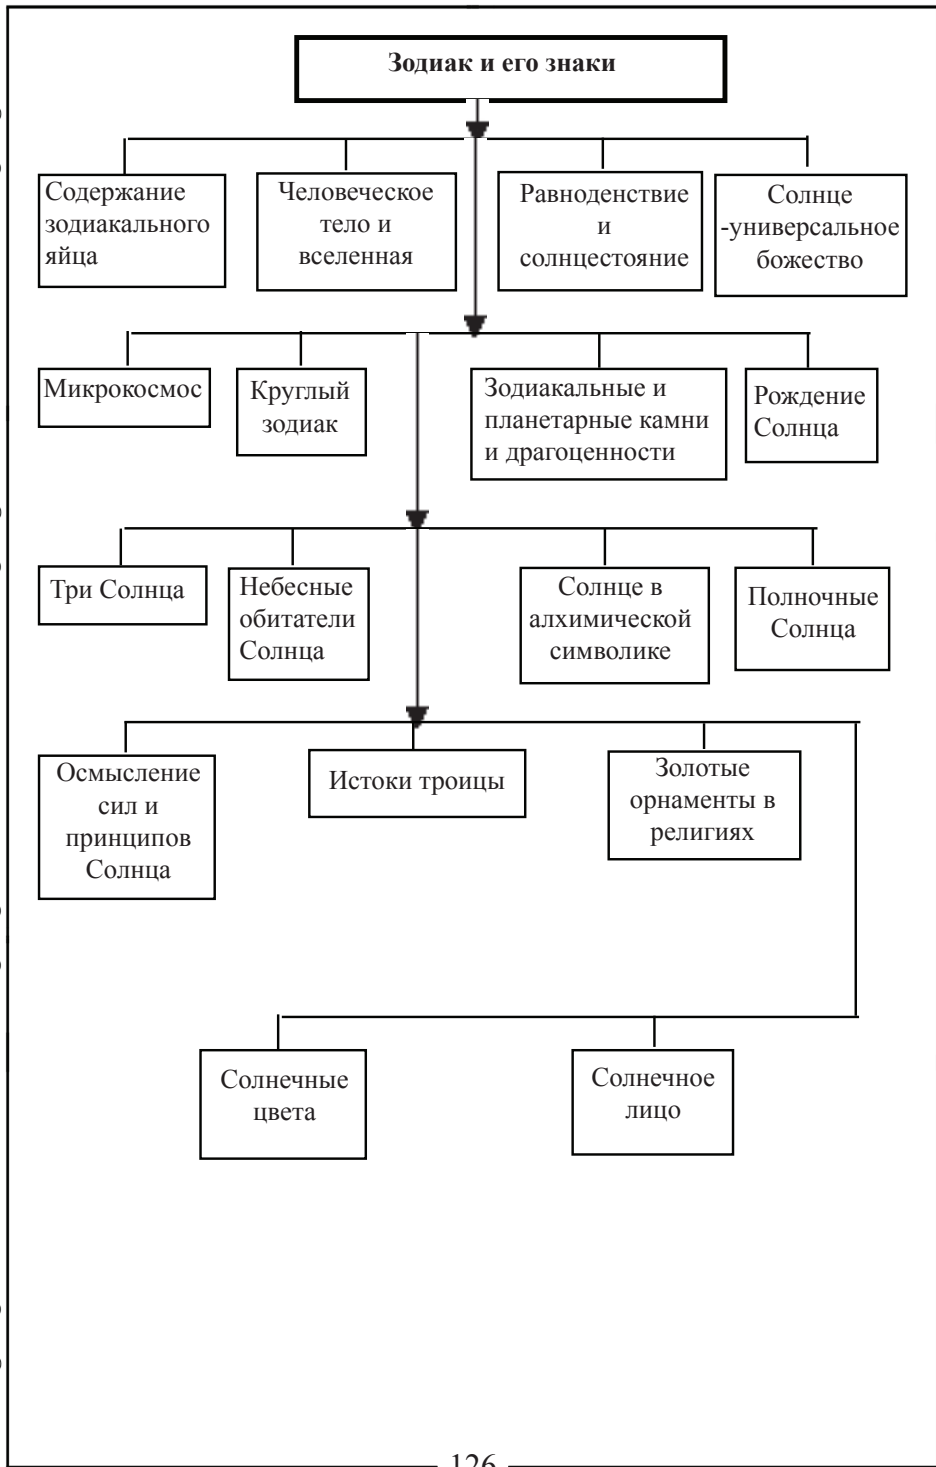 Зодиак и его знаки
Содержание
зодиакального
яйца
Человеческое
тело и
вселенная
Равноденствие
и
солнцестояние
Солнце
-универсальное
божество
Микрокосмос
Круглый
зодиак
Зодиакальные и
планетарные камни
и драгоценности
Рождение
Солнца
Три Солнца
Небесные
обитатели
Солнца
Солнце в
алхимической
символике
Полночные
Солнца
Осмысление
сил и
принципов
Солнца
Истоки троицы
Золотые
орнаменты в
религиях
Солнечные
цвета
Солнечное
лицо
126